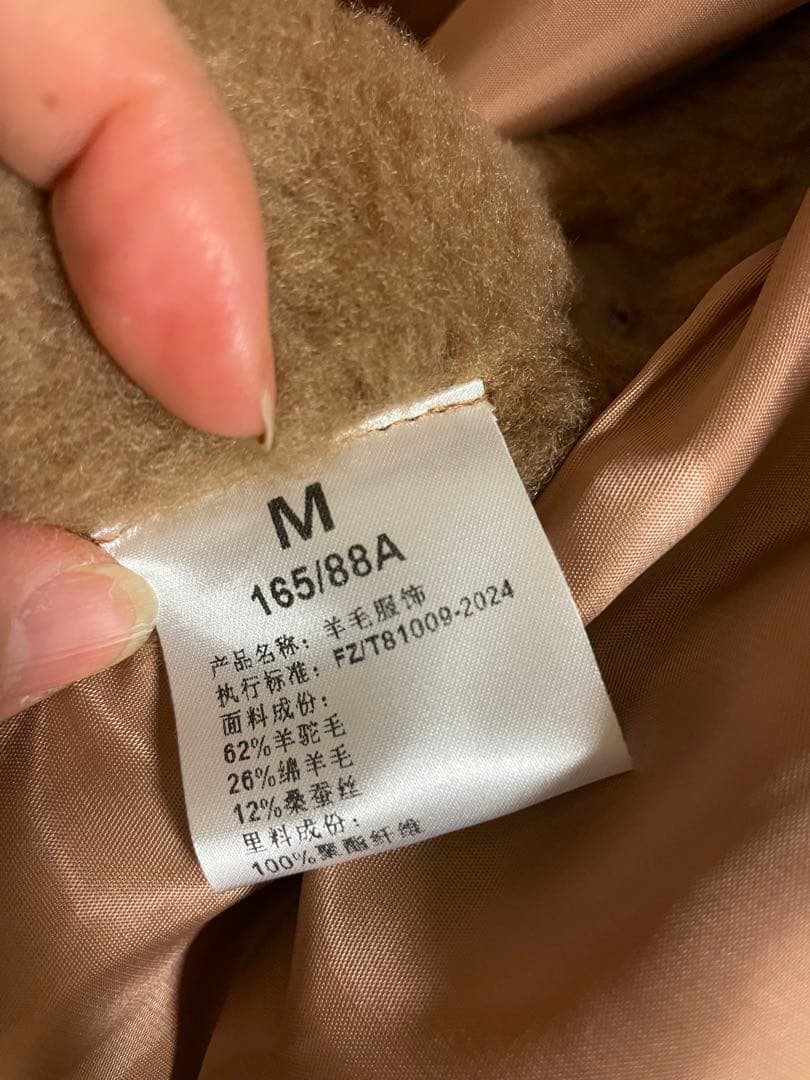 M
165/88A
产品名称：羊毛服饰
执行标准：FZ/T81009-2024
面料成份：
62%羊驼毛
26%绵羊毛
12%桑蚕丝
里料成份：
100%聚酯纤维